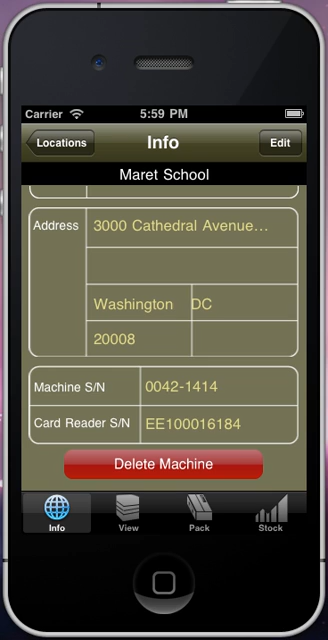 Carrier 5:59 PM
Locations Info Edit
Maret School
Address 3000 Cathedral Avenue...
Washington DC
20008
Machine S/N 0042-1414
Card Reader S/N EE100016184
Delete Machine
Info View Pack Stock